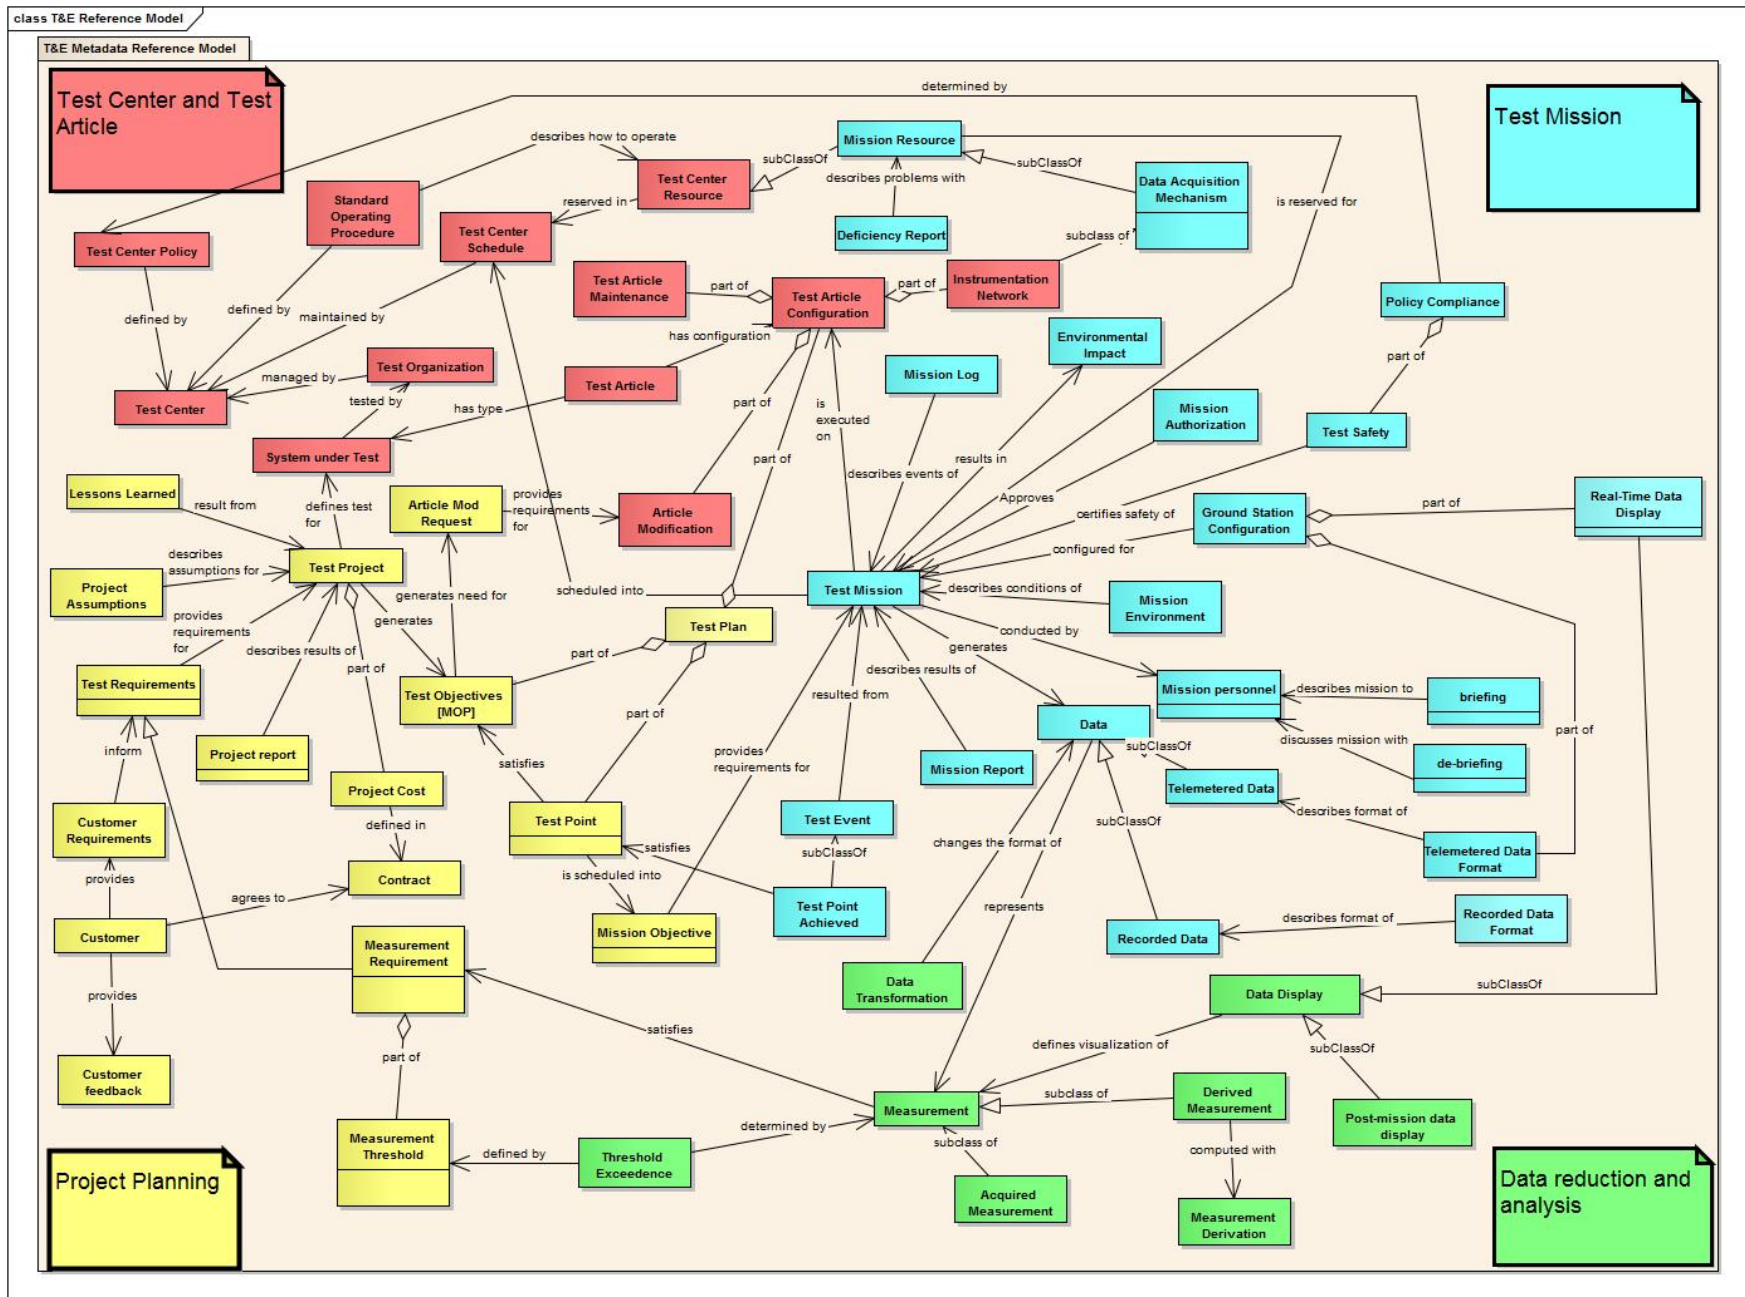 class T&E Reference Model
T&E Metadata Reference Model
Test Center and Test
Article
Test Mission
determined by
describes how to operate
Mission Resource
subClassOf
subClassOf
Test Center
Resource
describes problems with
Data Acquisition
Mechanism
Standard
Operating
Procedure
reserved in
is reserved for
Test Center
Schedule
Deficiency Report
subclass of
Test Center Policy
Test Article
Maintenance
part of
Test Article
Configuration
part of
Instrumentation
Network
Policy Compliance
defined by
defined by
maintained by
has configuration
Environmental
Impact
part of
Test Organization
managed by
Test Article
Mission Log
Test Center
tested by
has type
part of
is
executed
on
Mission
Authorization
Test Safety
System under Test
part of
results in
describes events of
Lessons Learned
result from
defines test
for
Article Mod
Request
provides
requirements
for
Article
Modification
Approves
certifies safety of
Ground Station
Configuration
part of
Real-Time Data
Display
configured for
describes
assumptions for
Project
Assumptions
Test Project
generates need for
scheduled into
Test Mission
describes conditions of
Mission
Environment
provides
requirements
for
generates
Test Plan
conducted by
generates
describes results of
part of
part of
describes results of
Test Requirements
Test Objectives
[MOP]
resulted from
Mission personnel
describes mission to
briefing
part of
part of
Data
subClassOf
discusses mission with
de-briefing
inform
Project report
satisfies
provides
requirements for
Mission Report
Telemetered Data
Project Cost
describes format of
Customer
Requirements
defined in
Test Point
Test Event
subClassOf
changes the format of
Telemetered Data
Format
satisfies
subClassOf
provides
Contract
is scheduled into
agrees to
Test Point
Achieved
represents
describes format of
Recorded Data
Format
Customer
Mission Objective
Recorded Data
Measurement
Requirement
Data
Transformation
Data Display
subClassOf
provides
satisfies
defines visualization of
subClassOf
part of
Customer
feedback
Measurement
subclass of
Derived
Measurement
Post-mission data
display
determined by
Measurement
Threshold
defined by
Threshold
Exceedence
subclass of
computed with
Project Planning
Acquired
Measurement
Measurement
Derivation
Data reduction and
analysis